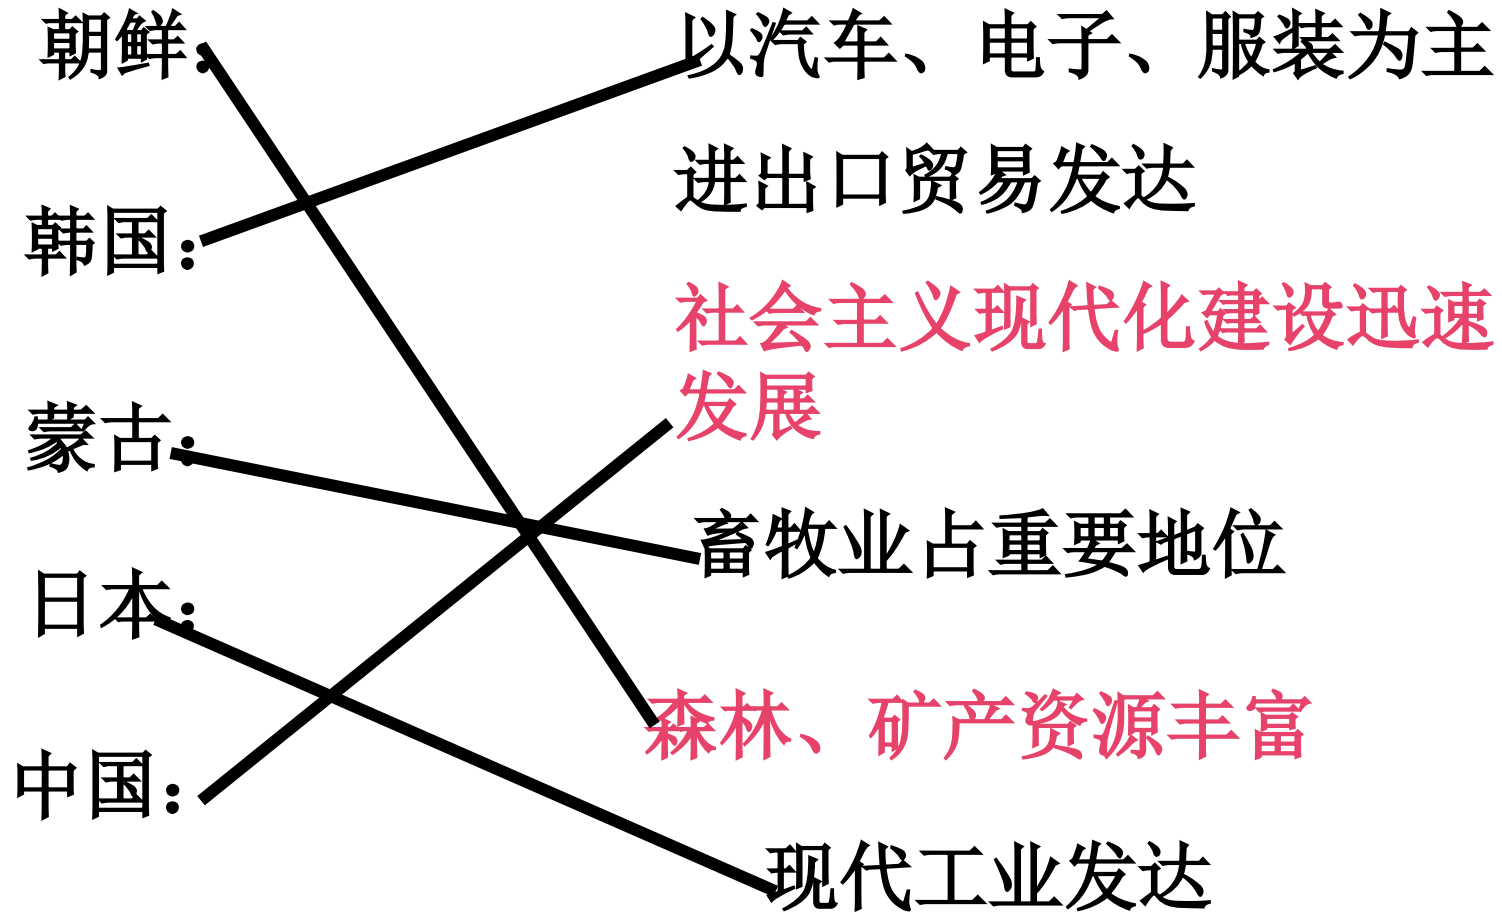 朝鲜：
以汽车、电子、服装为主
进出口贸易发达
韩国：
社会主义现代化建设迅速
发展
蒙古：
畜牧业占重要地位
日本：
森林、矿产资源丰富
中国：
现代工业发达